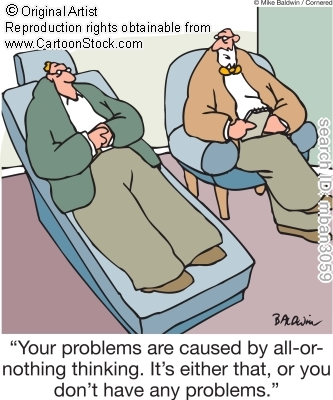 © Mike Baldwin / Cornered
© Original Artist
Reproduction rights obtainable from
www.CartoonStock.com
search ID: mban3059
BALDWIN
“Your problems are caused by all-or-
nothing thinking. It’s either that, or you
don’t have any problems.”